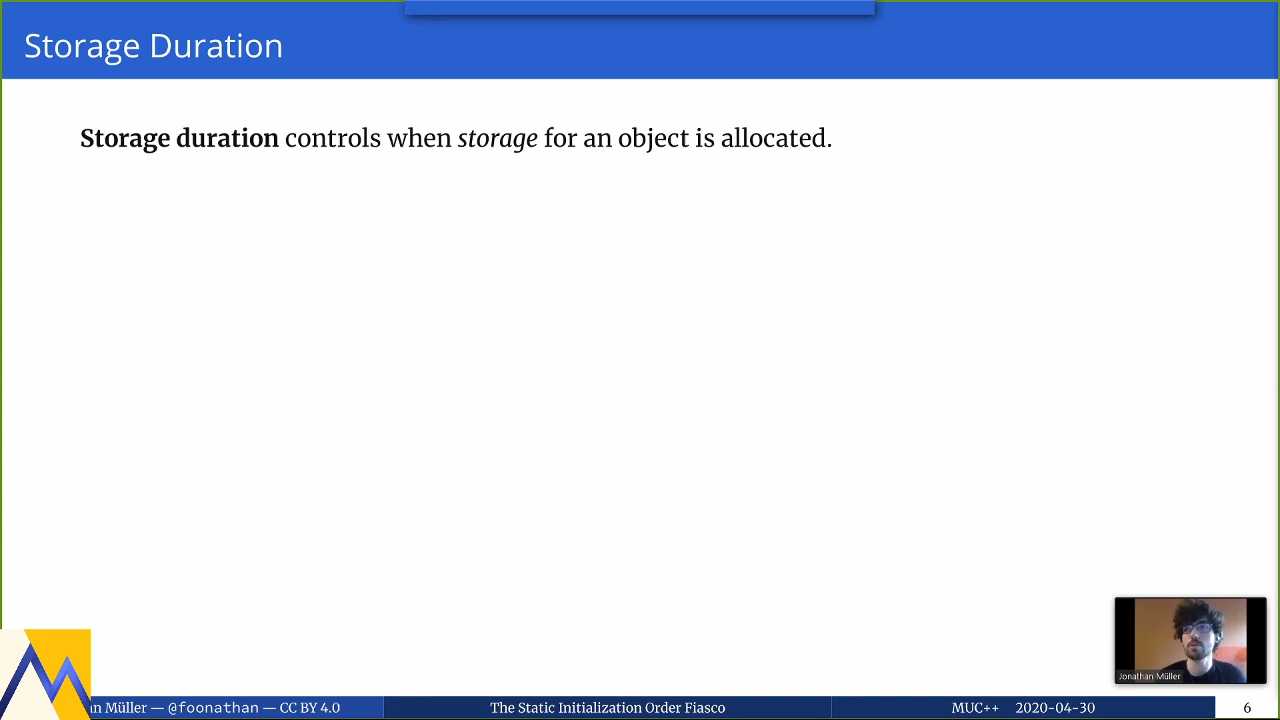 Storage Duration
Storage duration controls when storage for an object is allocated.
Jonathan Müller
an Müller — @foonathan — CC BY 4.0
The Static Initialization Order Fiasco
MUC++ 2020-04-30
6